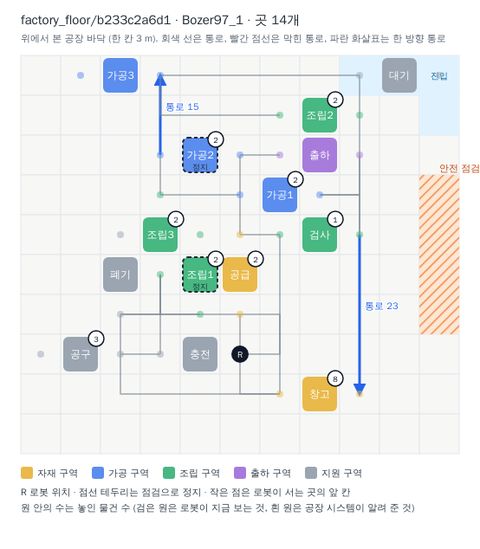 factory_floor/b233c2a6d1 · Bozer97_1 · 곳 14개
위에서 본 공장 바닥 (한 칸 3 m). 회색 선은 통로, 빨간 점선은 막힌 통로, 파란 화살표는 한 방향 통로
가공3
대기
진입
통로 15
2
조립2
2
가공2
정지
출하
안전 점검
2
가공1
2
조립3
1
검사
폐기
2
조립1
정지
2
공급
통로 23
3
공구
충전
R
8
창고
자재 구역
가공 구역
조립 구역
출하 구역
지원 구역
R 로봇 위치 · 점선 테두리는 점검으로 정지 · 작은 점은 로봇이 서는 곳의 앞 칸
원 안의 수는 놓인 물건 수 (검은 원은 로봇이 지금 보는 것, 흰 원은 공장 시스템이 알려 준 것)